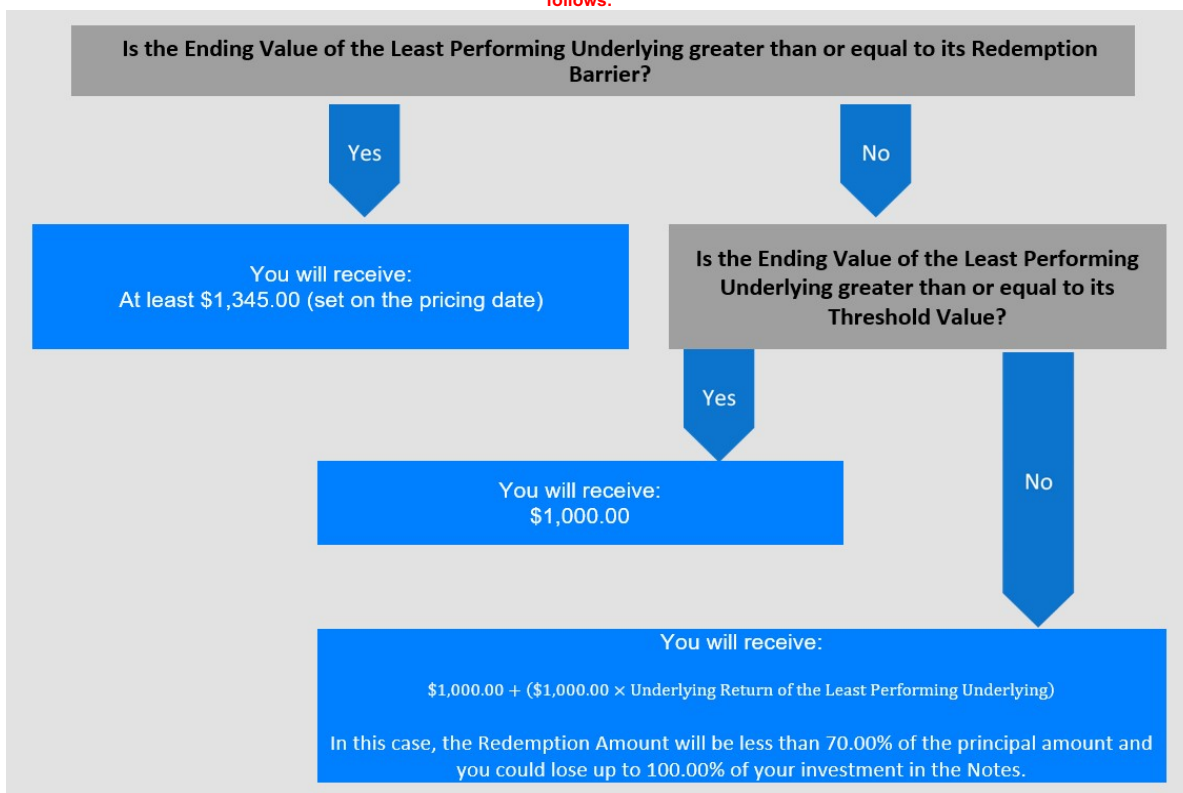 follows:
Is the Ending Value of the Least Performing Underlying greater than or equal to its Redemption
Barrier?
Yes
No
You will receive:
At least $1,345.00 (set on the pricing date)
Is the Ending Value of the Least Performing
Underlying greater than or equal to its
Threshold Value?
Yes
No
You will receive:
$1,000.00
You will receive:
$1,000.00 + ($1,000.00 × Underlying Return of the Least Performing Underlying)
In this case, the Redemption Amount will be less than 70.00% of the principal amount and
you could lose up to 100.00% of your investment in the Notes.